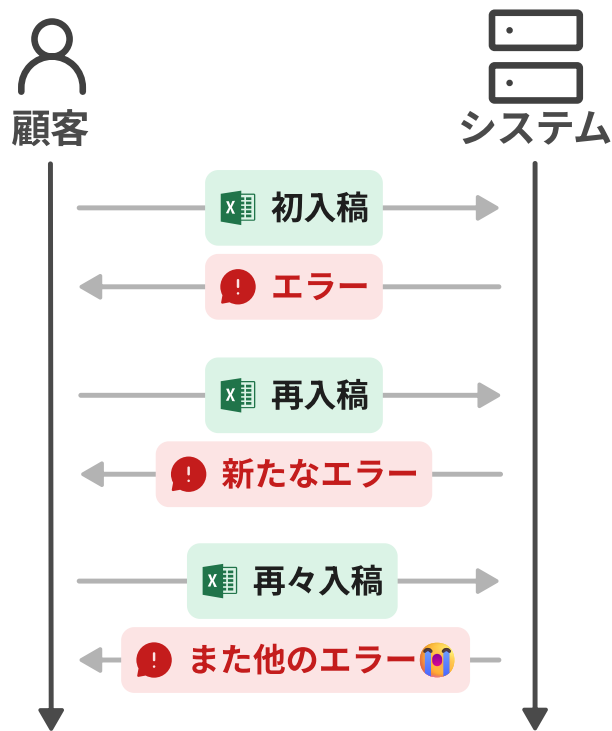 顧客
システム
初入稿
エラー
再入稿
新たなエラー
再々入稿
また他のエラー😭